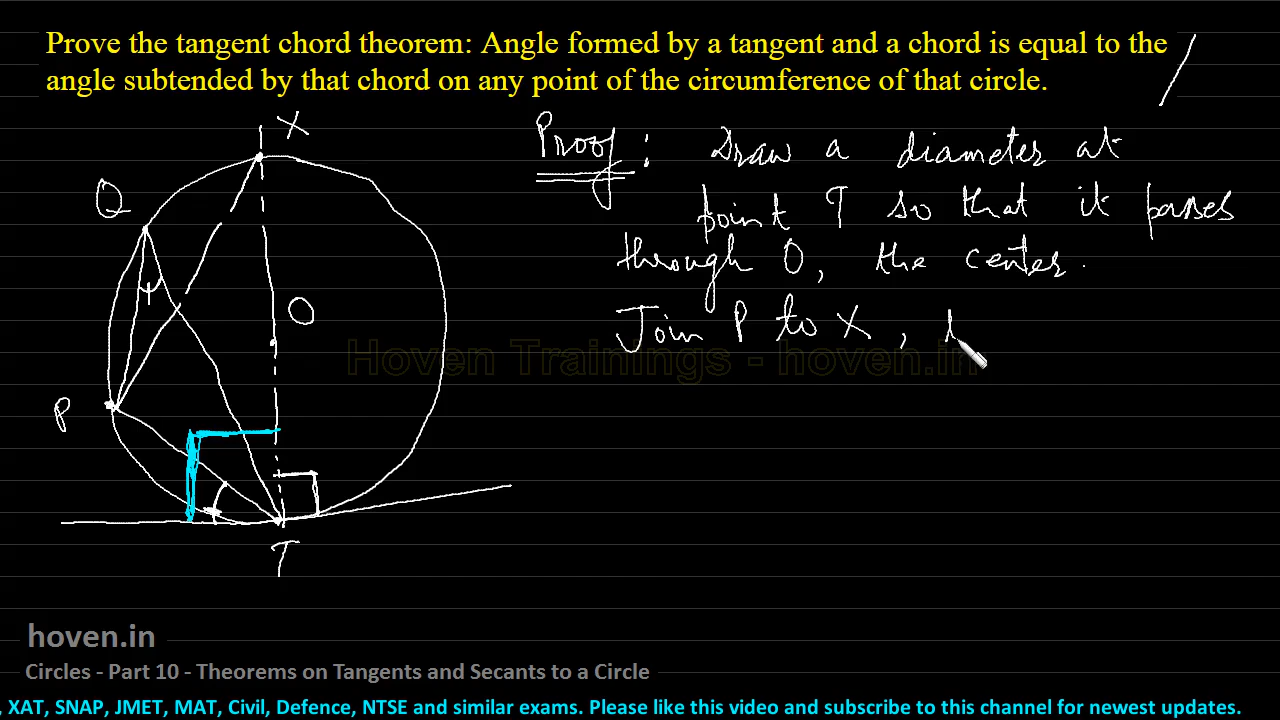 Prove the tangent chord theorem: Angle formed by a tangent and a chord is equal to the
angle subtended by that chord on any point of the circumference of that circle.
X
Q
O
P
T
Proof : Draw a diameter at
point T so that it passes
through O, the center.
Join P to X,
Hoven Trainings - hoven.in
hoven.in
Circles - Part 10 - Theorems on Tangents and Secants to a Circle
, XAT, SNAP, JMET, MAT, Civil, Defence, NTSE and similar exams. Please like this video and subscribe to this channel for newest updates.